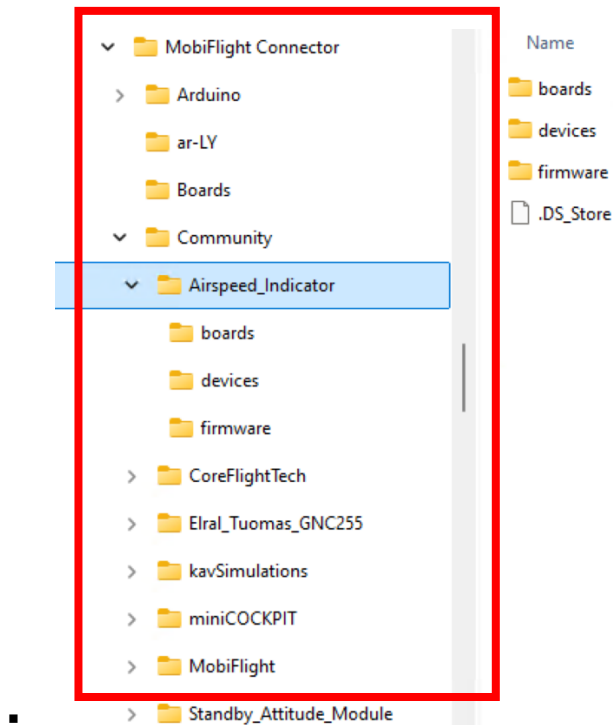 MobiFlight Connector
Arduino
ar-LY
Boards
Community
Airspeed_Indicator
boards
devices
firmware
CoreFlightTech
Elral_Tuomas_GNC255
kavSimulations
miniCOCKPIT
MobiFlight
Standby_Attitude_Module
Name
boards
devices
firmware
.DS_Store